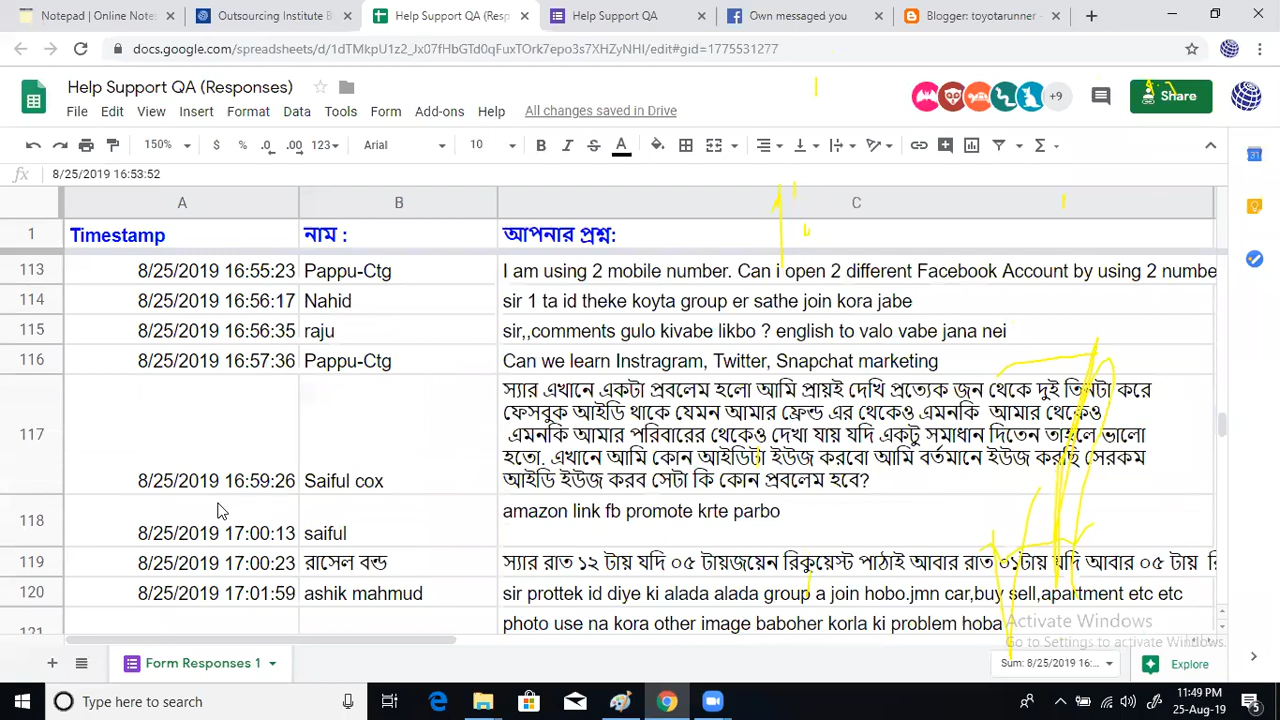 Notepad | Online Notes
Outsourcing Institute B
Help Support QA (Resp
Help Support QA
Own messaged you
Blogger: toyotarunner -
docs.google.com/spreadsheets/d/1dTMkpU1z2_Jx07fHbGTd0qFuxTOrk7epo3s7XNHI/edit#gid=1775531277
Help Support QA (Responses)
+9
Share
File Edit View Insert Format Data Tools Form Add-ons Help All changes saved in Drive
150% $ % .0 .00 123 Arial 10 B I S A
fx 8/25/2019 16:53:52
A B C
1 Timestamp নাম : আপনার প্রশ্ন:
113 8/25/2019 16:55:23 Pappu-Ctg I am using 2 mobile number. Can i open 2 different Facebook Account by using 2 numbe
114 8/25/2019 16:56:17 Nahid sir 1 ta id theke koyta group er sathe join kora jabe
115 8/25/2019 16:56:35 raju sir,,comments gulo kivabe likbo ? english to valo vabe jana nei
116 8/25/2019 16:57:36 Pappu-Ctg Can we learn Instragram, Twitter, Snapchat marketing
স্যার এখানে একটা প্রবলেম হলো আমি প্রায়ই দেখি প্রত্যেক জন থেকে দুই তিনটা করে
ফেসবুক আইডি থাকে যেমন আমার ফ্রেন্ড এর থেকেও এমনকি আমার থেকেও
117 এমনকি আমার পরিবারের থেকেও দেখা যায় যদি একটু সমাধান দিতেন তাহলে ভালো
হতো. এখানে আমি কোন আইডিটা ইউজ করবো আমি বর্তমানে ইউজ করছি সেরকম
8/25/2019 16:59:26 Saiful cox আইডি ইউজ করব সেটা কি কোন প্রবলেম হবে?
118 amazon link fb promote krte parbo
8/25/2019 17:00:13 saiful
119 8/25/2019 17:00:23 রাসেল বন্ড স্যার রাত ১২ টায় যদি ০৫ টায়জয়েন রিকুয়েস্ট পাঠাই আবার রাত ০১টায় যদি আবার ০৫ টায় রি
120 8/25/2019 17:01:59 ashik mahmud sir prottek id diye ki alada alada group a join hobo.jmn car,buy sell,apartment etc etc
121 photo use na kora other image baboher korla ki problem hoba
Activate Windows
Go to Settings to activate Windows.
Form Responses 1
Sum: 8/25/2019 16:...
Explore
Type here to search
11:49 PM
25-Aug-19
5